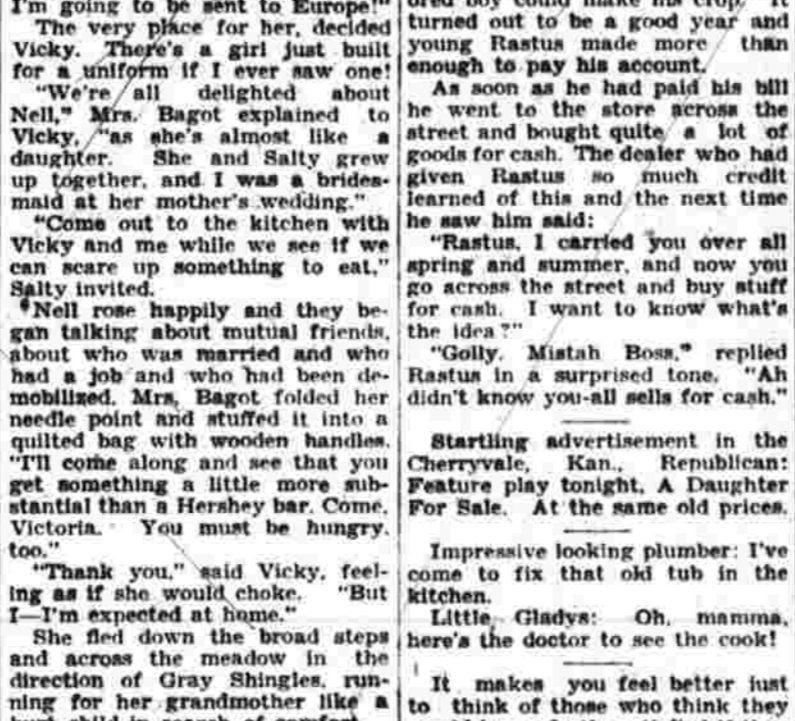 I'm going to be sent to Europe!"
The very place for her, decided
Vicky. There's a girl just built
for a uniform if I ever saw one!
"We're all delighted about
Nell," Mrs. Bagot explained to
Vicky, "as she's almost like a
daughter. She and Salty grew
up together, and I was a brides-
maid at her mother's wedding."
"Come out to the kitchen with
Vicky and me while we see if we
can scare up something to eat,"
Salty invited.
Nell rose happily and they be-
gan talking about mutual friends,
about who was married and who
had a job and who had been de-
mobilized. Mrs. Bagot folded her
needle point and stuffed it into a
quilted bag with wooden handles.
"I'll come along and see that you
get something a little more sub-
stantial than a Hershey bar. Come,
Victoria. You must be hungry,
too."
"Thank you," said Vicky, feel-
ing as if she would choke. "But
I—I'm expected at home."
She fled down the broad steps
and across the meadow in the
direction of Gray Shingles, run-
ning for her grandmother like a
ored boy could make his crop. It
turned out to be a good year and
young Rastus made more than
enough to pay his account.
As soon as he had paid his bill
he went to the store across the
street and bought quite a lot of
goods for cash. The dealer who had
given Rastus so much credit
learned of this and the next time
he saw him said:
"Rastus, I carried you over all
spring and summer, and now you
go across the street and buy stuff
for cash. I want to know what's
the idea?"
"Golly, Mistah Boss," replied
Rastus in a surprised tone, "Ah
didn't know you-all sells for cash."
Startling advertisement in the
Cherryvale, Kan., Republican:
Feature play tonight, A Daughter
For Sale. At the same old prices.
Impressive looking plumber: I've
come to fix that old tub in the
kitchen.
Little Gladys: Oh, mamma,
here's the doctor to see the cook!
It makes you feel better just
to think of those who think they